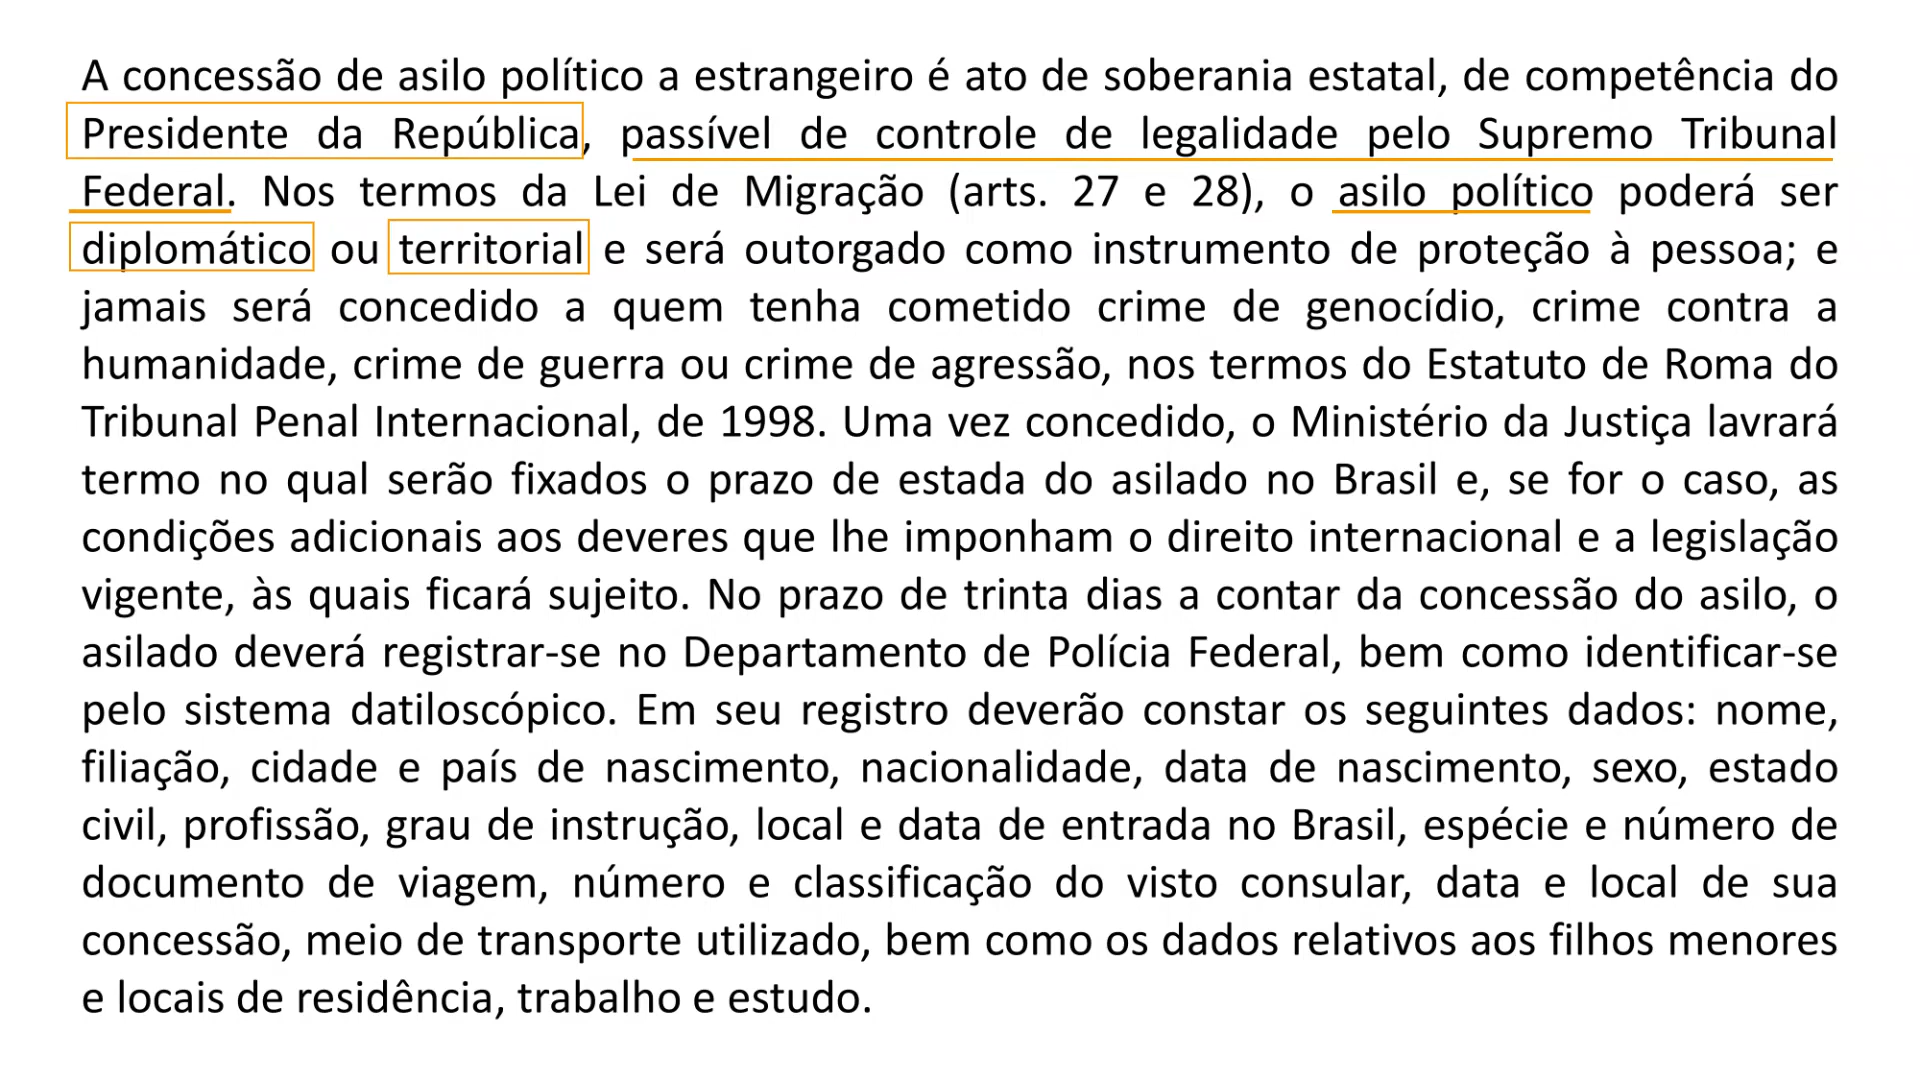 A concessão de asilo político a estrangeiro é ato de soberania estatal, de competência do
Presidente da República, passível de controle de legalidade pelo Supremo Tribunal
Federal. Nos termos da Lei de Migração (arts. 27 e 28), o asilo político poderá ser
diplomático ou territorial e será outorgado como instrumento de proteção à pessoa; e
jamais será concedido a quem tenha cometido crime de genocídio, crime contra a
humanidade, crime de guerra ou crime de agressão, nos termos do Estatuto de Roma do
Tribunal Penal Internacional, de 1998. Uma vez concedido, o Ministério da Justiça lavrará
termo no qual serão fixados o prazo de estada do asilado no Brasil e, se for o caso, as
condições adicionais aos deveres que lhe imponham o direito internacional e a legislação
vigente, às quais ficará sujeito. No prazo de trinta dias a contar da concessão do asilo, o
asilado deverá registrar-se no Departamento de Polícia Federal, bem como identificar-se
pelo sistema datiloscópico. Em seu registro deverão constar os seguintes dados: nome,
filiação, cidade e país de nascimento, nacionalidade, data de nascimento, sexo, estado
civil, profissão, grau de instrução, local e data de entrada no Brasil, espécie e número de
documento de viagem, número e classificação do visto consular, data e local de sua
concessão, meio de transporte utilizado, bem como os dados relativos aos filhos menores
e locais de residência, trabalho e estudo.